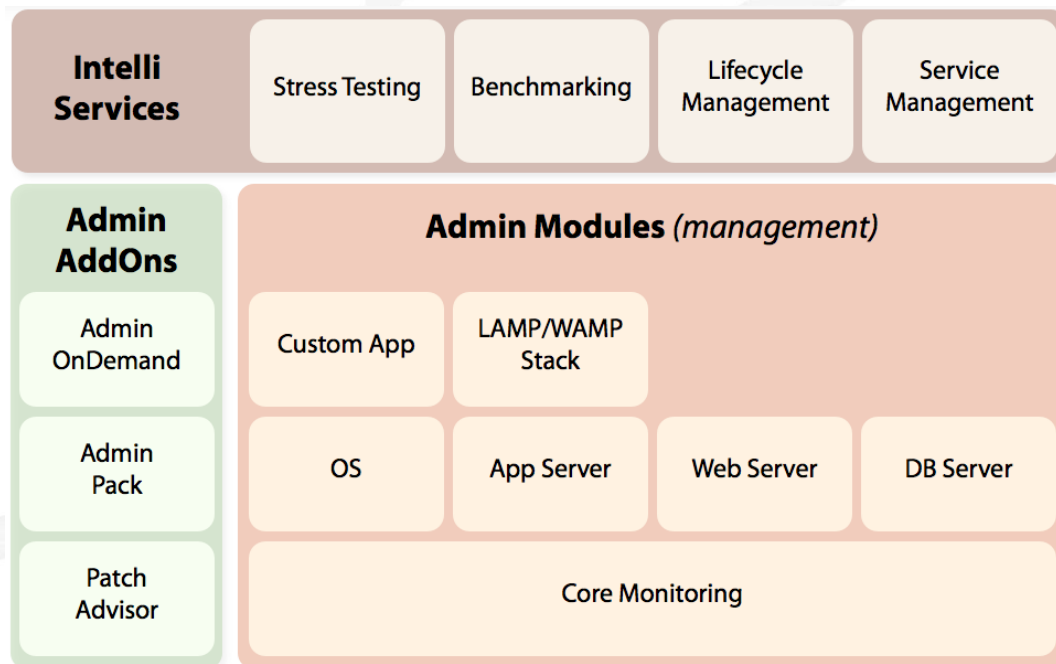 Intelli
Services
Stress Testing
Benchmarking
Lifecycle
Management
Service
Management
Admin
AddOns
Admin
OnDemand
Admin
Pack
Patch
Advisor
Admin Modules (management)
Custom App
LAMP/WAMP
Stack
OS
App Server
Web Server
DB Server
Core Monitoring